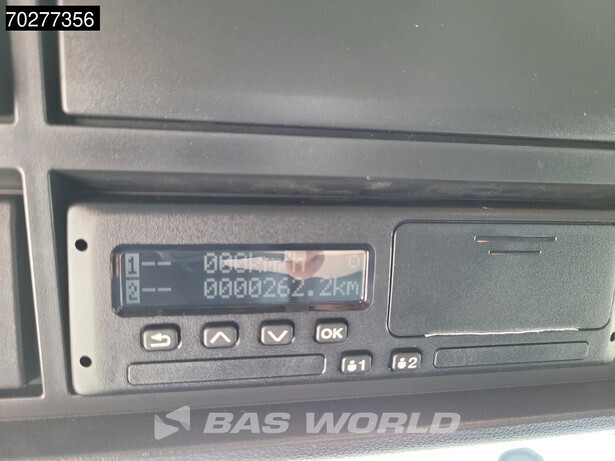 70277356
1 -- 000km/h
2 -- 0000262.2km
OK
1 2
BAS WORLD